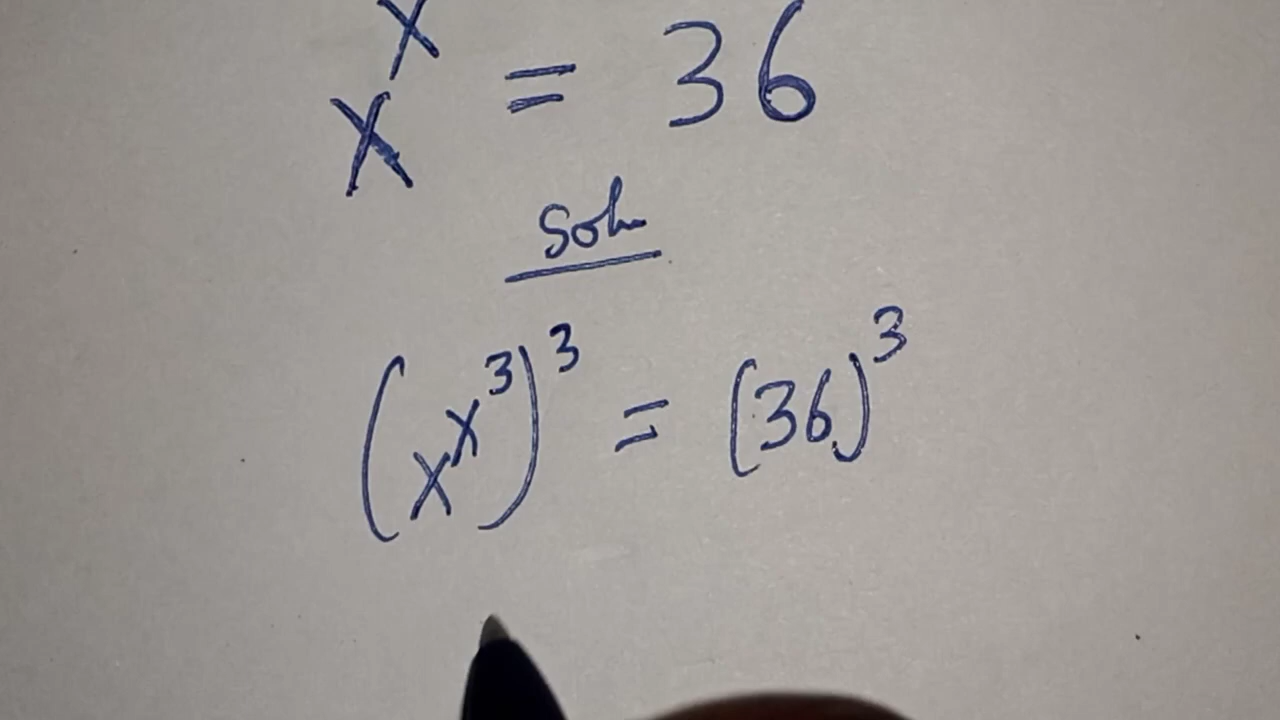 x^x = 36
Soln
(x^x^3)^3 = (36)^3